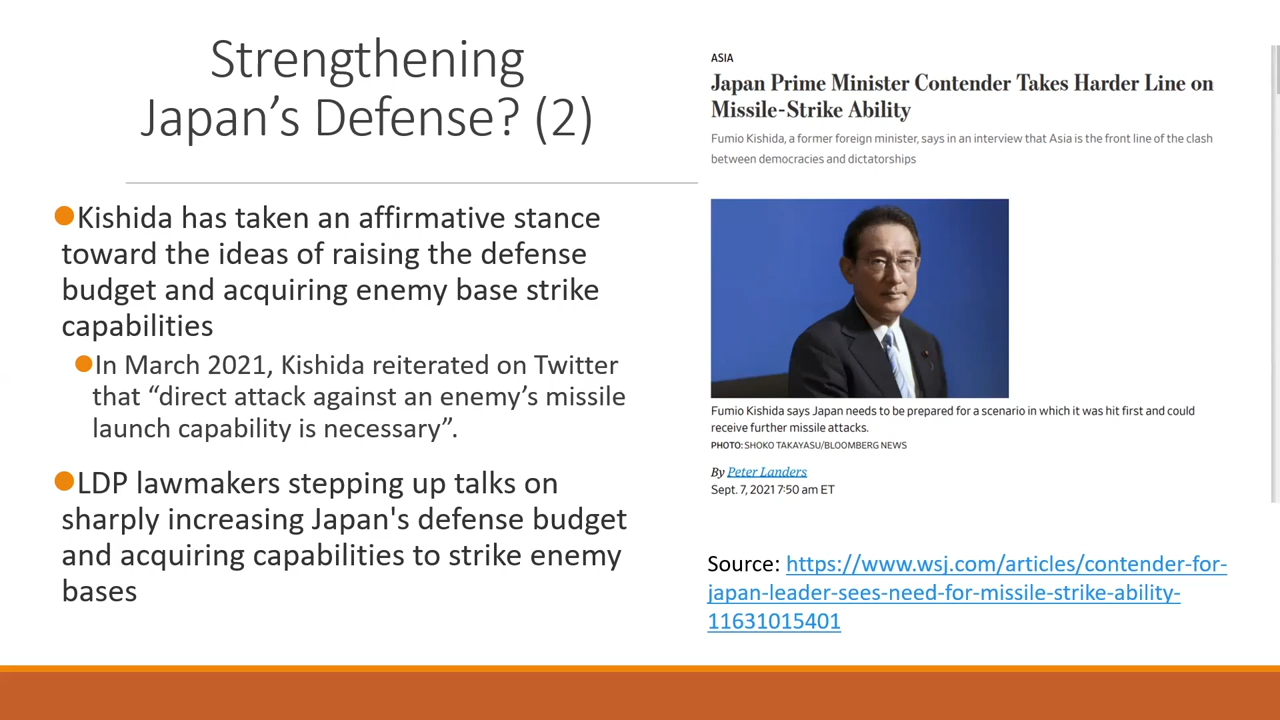 Strengthening
Japan’s Defense? (2)
Kishida has taken an affirmative stance
toward the ideas of raising the defense
budget and acquiring enemy base strike
capabilities
In March 2021, Kishida reiterated on Twitter
that “direct attack against an enemy’s missile
launch capability is necessary”.
LDP lawmakers stepping up talks on
sharply increasing Japan's defense budget
and acquiring capabilities to strike enemy
bases
ASIA
Japan Prime Minister Contender Takes Harder Line on
Missile-Strike Ability
Fumio Kishida, a former foreign minister, says in an interview that Asia is the front line of the clash
between democracies and dictatorships
Fumio Kishida says Japan needs to be prepared for a scenario in which it was hit first and could
receive further missile attacks.
PHOTO: SHOKO TAKAYASU/BLOOMBERG NEWS
By Peter Landers
Sept. 7, 2021 7:50 am ET
Source: https://www.wsj.com/articles/contender-for-
japan-leader-sees-need-for-missile-strike-ability-
11631015401